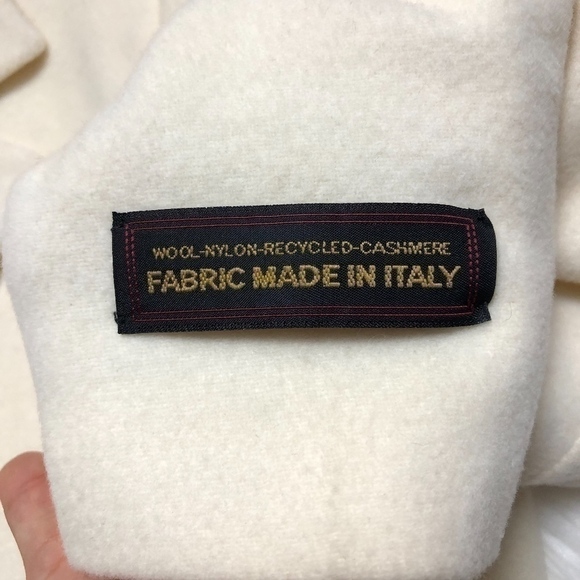 WOOL-NYLON-RECYCLED-CASHMERE
FABRIC MADE IN ITALY